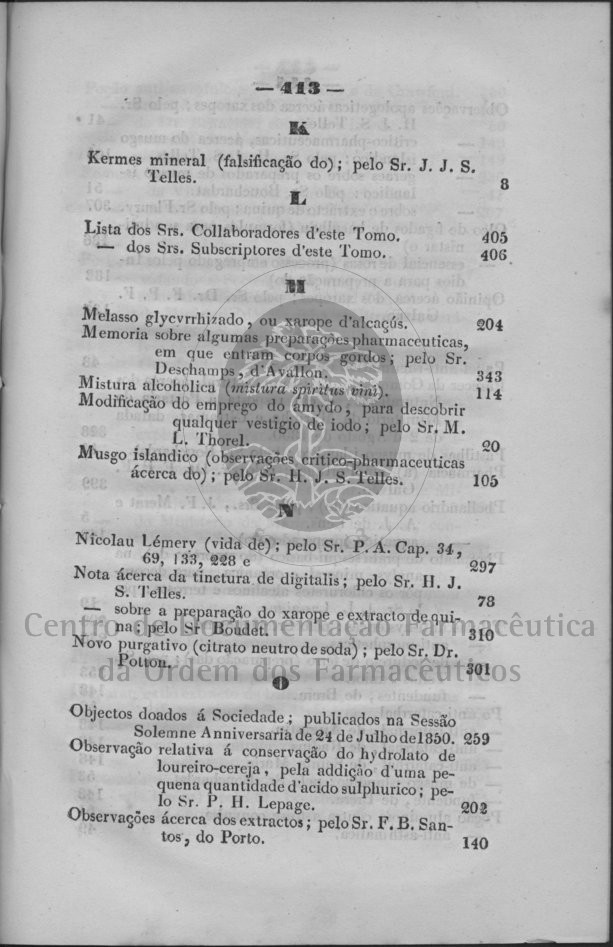 — 413 —
K
Kermes mineral (falsificação do); pelo Sr. J. J. S.
Telles. 8
L
Lista dos Srs. Collaboradores d'este Tomo. 405
— dos Srs. Subscriptores d'este Tomo. 406
M
Melasso glycyrrhizado, ou xarope d'alcaçús. 204
Memoria sobre algumas preparações pharmaceuticas,
em que entram corpos gordos; pelo Sr.
Deschamps, d'Avallon. 343
Mistura alcoholica (mistura spiritus vini). 114
Modificação do emprego do amydo, para descobrir
qualquer vestigio de iodo; pelo Sr. M.
L. Thorel. 20
Musgo islandico (observações critico-pharmaceuticas
ácerca do); pelo Sr. H. J. S. Telles. 105
N
Nicolau Lémery (vida de); pelo Sr. P. A. Cap. 34,
69, 133, 228 e 297
Nota ácerca da tinctura de digitalis; pelo Sr. H. J.
S. Telles. 78
— sobre a preparação do xarope e extracto de qui-
na; pelo Sr Boudet. 310
Centro de Documentação Farmacêutica
Novo purgativo (citrato neutro de soda); pelo Sr. Dr.
Potton. 301
da Ordem dos Farmacêuticos
O
Objectos doados á Sociedade; publicados na Sessão
Solemne Anniversaria de 24 de Julho de 1850. 259
Observação relativa á conservação do hydrolato de
loureiro-cereja, pela addição d'uma pe-
quena quantidade d'acido sulphurico; pe-
lo Sr. P. H. Lepage. 202
Observações ácerca dos extractos; pelo Sr. F. B. San-
tos, do Porto. 140